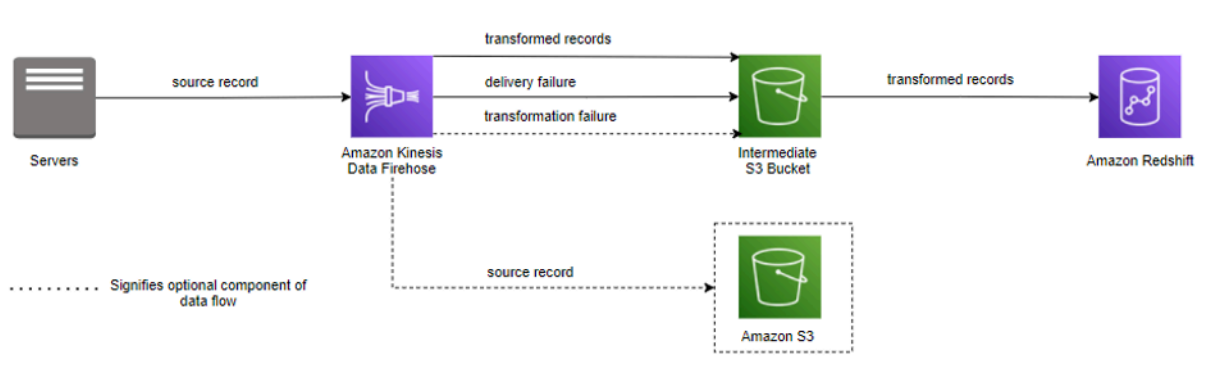 transformed records
source record
delivery failure
transformed records
transformation failure
Servers
Amazon Kinesis
Data Firehose
Intermediate
S3 Bucket
Amazon Redshift
source record
Signifies optional component of
data flow
Amazon S3